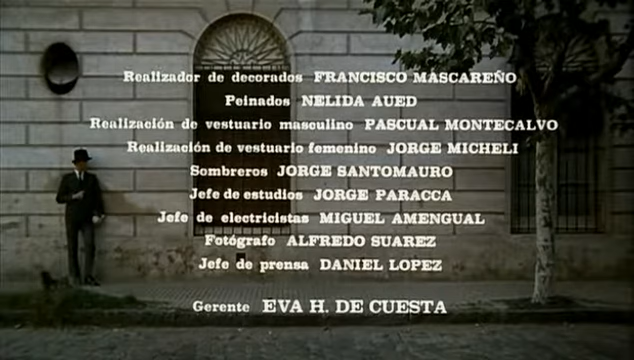 Realizador de decorados FRANCISCO MASCAREÑO
Peinados NELIDA AUED
Realización de vestuario masculino PASCUAL MONTECALVO
Realización de vestuario femenino JORGE MICHELI
Sombreros JORGE SANTOMAURO
Jefe de estudios JORGE PARACCA
Jefe de electricistas MIGUEL AMENGUAL
Fotógrafo ALFREDO SUAREZ
Jefe de prensa DANIEL LOPEZ
Gerente EVA H. DE CUESTA